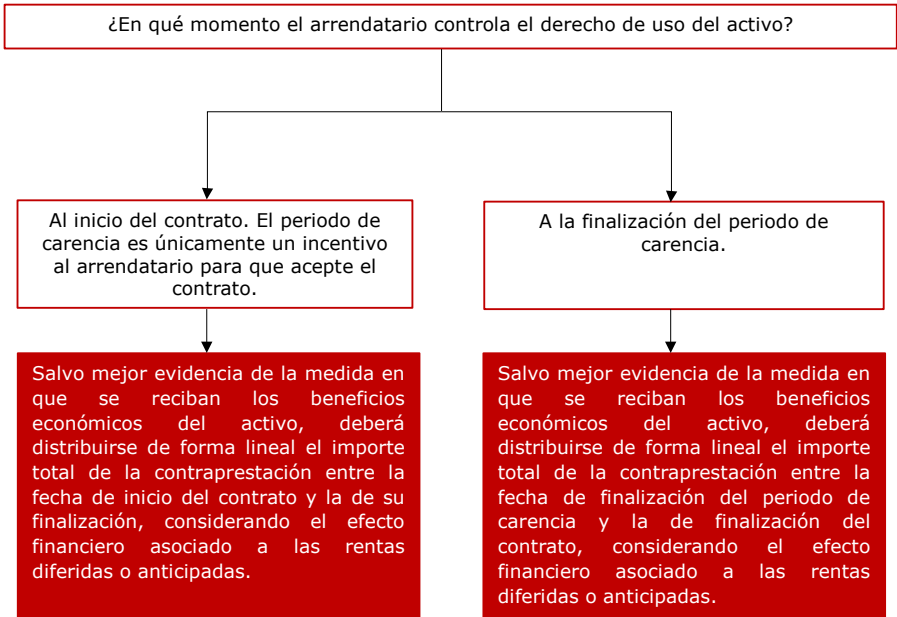 ¿En qué momento el arrendatario controla el derecho de uso del activo?
Al inicio del contrato. El periodo de
carencia es únicamente un incentivo
al arrendatario para que acepte el
contrato.
A la finalización del periodo de
carencia.
Salvo mejor evidencia de la medida en
que se reciban los beneficios
económicos del activo, deberá
distribuirse de forma lineal el importe
total de la contraprestación entre la
fecha de inicio del contrato y la de su
finalización, considerando el efecto
financiero asociado a las rentas
diferidas o anticipadas.
Salvo mejor evidencia de la medida en
que se reciban los beneficios
económicos del activo, deberá
distribuirse de forma lineal el importe
total de la contraprestación entre la
fecha de finalización del periodo de
carencia y la de finalización del
contrato, considerando el efecto
financiero asociado a las rentas
diferidas o anticipadas.